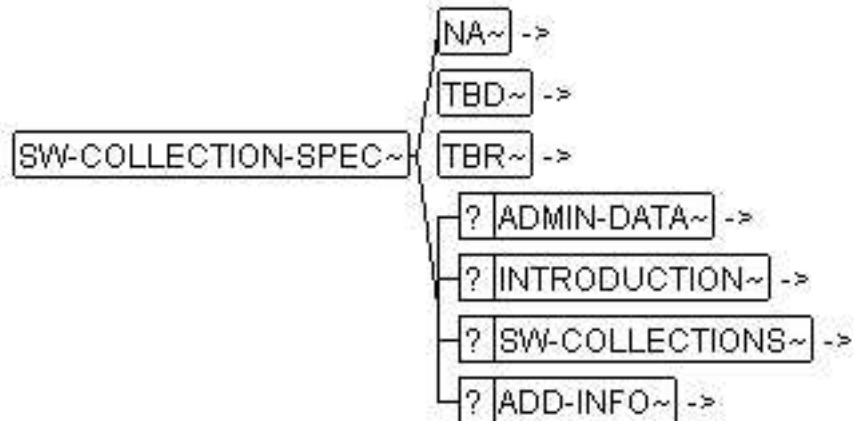 NA~ ->
TBD~ ->
SW-COLLECTION-SPEC~ TBR~ ->
? ADMIN-DATA~ ->
? INTRODUCTION~ ->
? SW-COLLECTIONS~ ->
? ADD-INFO~ ->